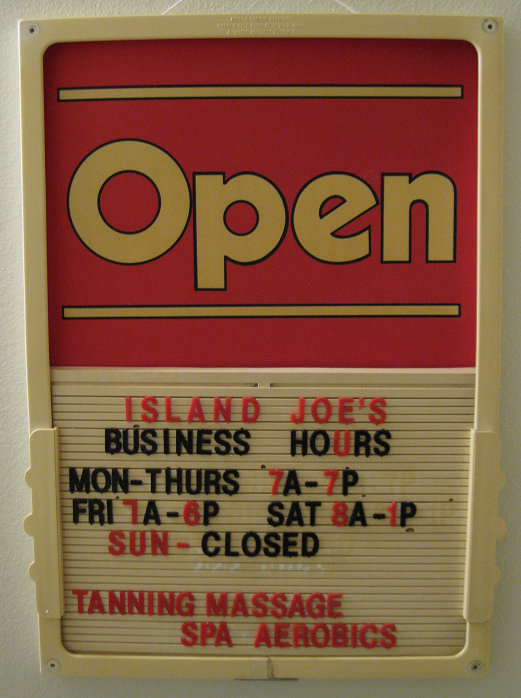 Open
ISLAND JOE'S
BUSINESS HOURS
MON-THURS 7A-7P
FRI 7A-6P SAT 8A-1P
SUN-CLOSED
TANNING MASSAGE
SPA AEROBICS